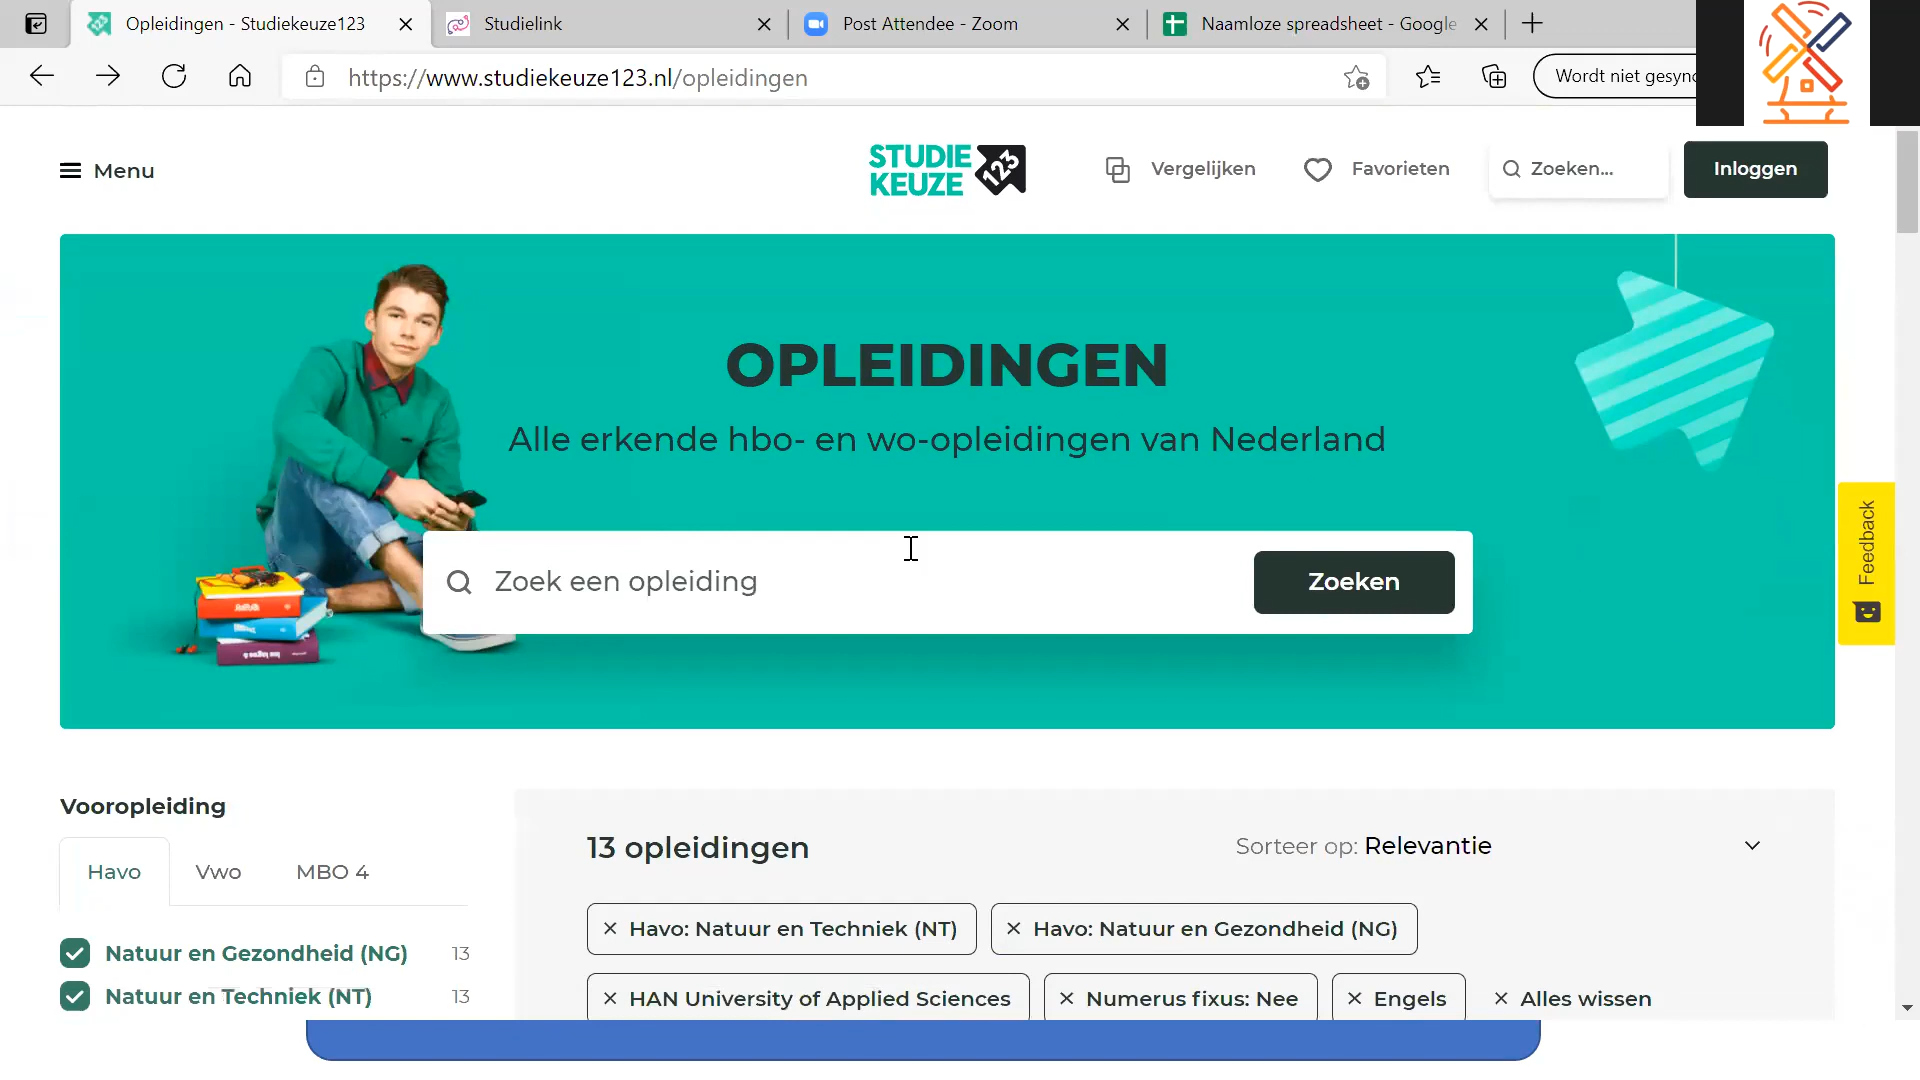 Opleidingen - Studiekeuze123
Studielink
Post Attendee - Zoom
Naamloze spreadsheet - Google
https://www.studiekeuze123.nl/opleidingen
Wordt niet gesync
Menu
STUDIE
KEUZE
123
Vergelijken
Favorieten
Zoeken...
Inloggen
OPLEIDINGEN
Alle erkende hbo- en wo-opleidingen van Nederland
Zoek een opleiding
Zoeken
Feedback
Vooropleiding
Havo
Vwo
MBO 4
Natuur en Gezondheid (NG) 13
Natuur en Techniek (NT) 13
13 opleidingen
Sorteer op: Relevantie
Havo: Natuur en Techniek (NT)
Havo: Natuur en Gezondheid (NG)
HAN University of Applied Sciences
Numerus fixus: Nee
Engels
Alles wissen